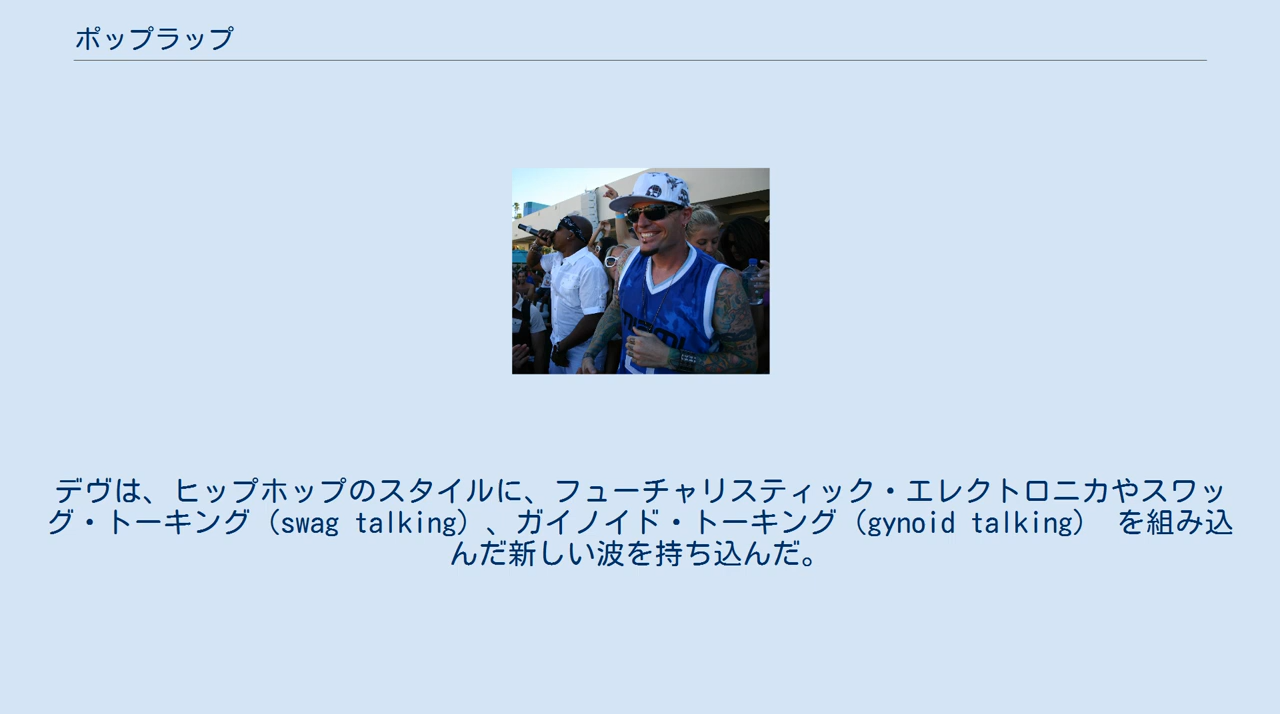 ポップラップ
デヴは、ヒップホップのスタイルに、フューチャリスティック・エレクトロニカやスワッ
グ・トーキング（swag talking）、ガイノイド・トーキング（gynoid talking） を組み込
んだ新しい波を持ち込んだ。